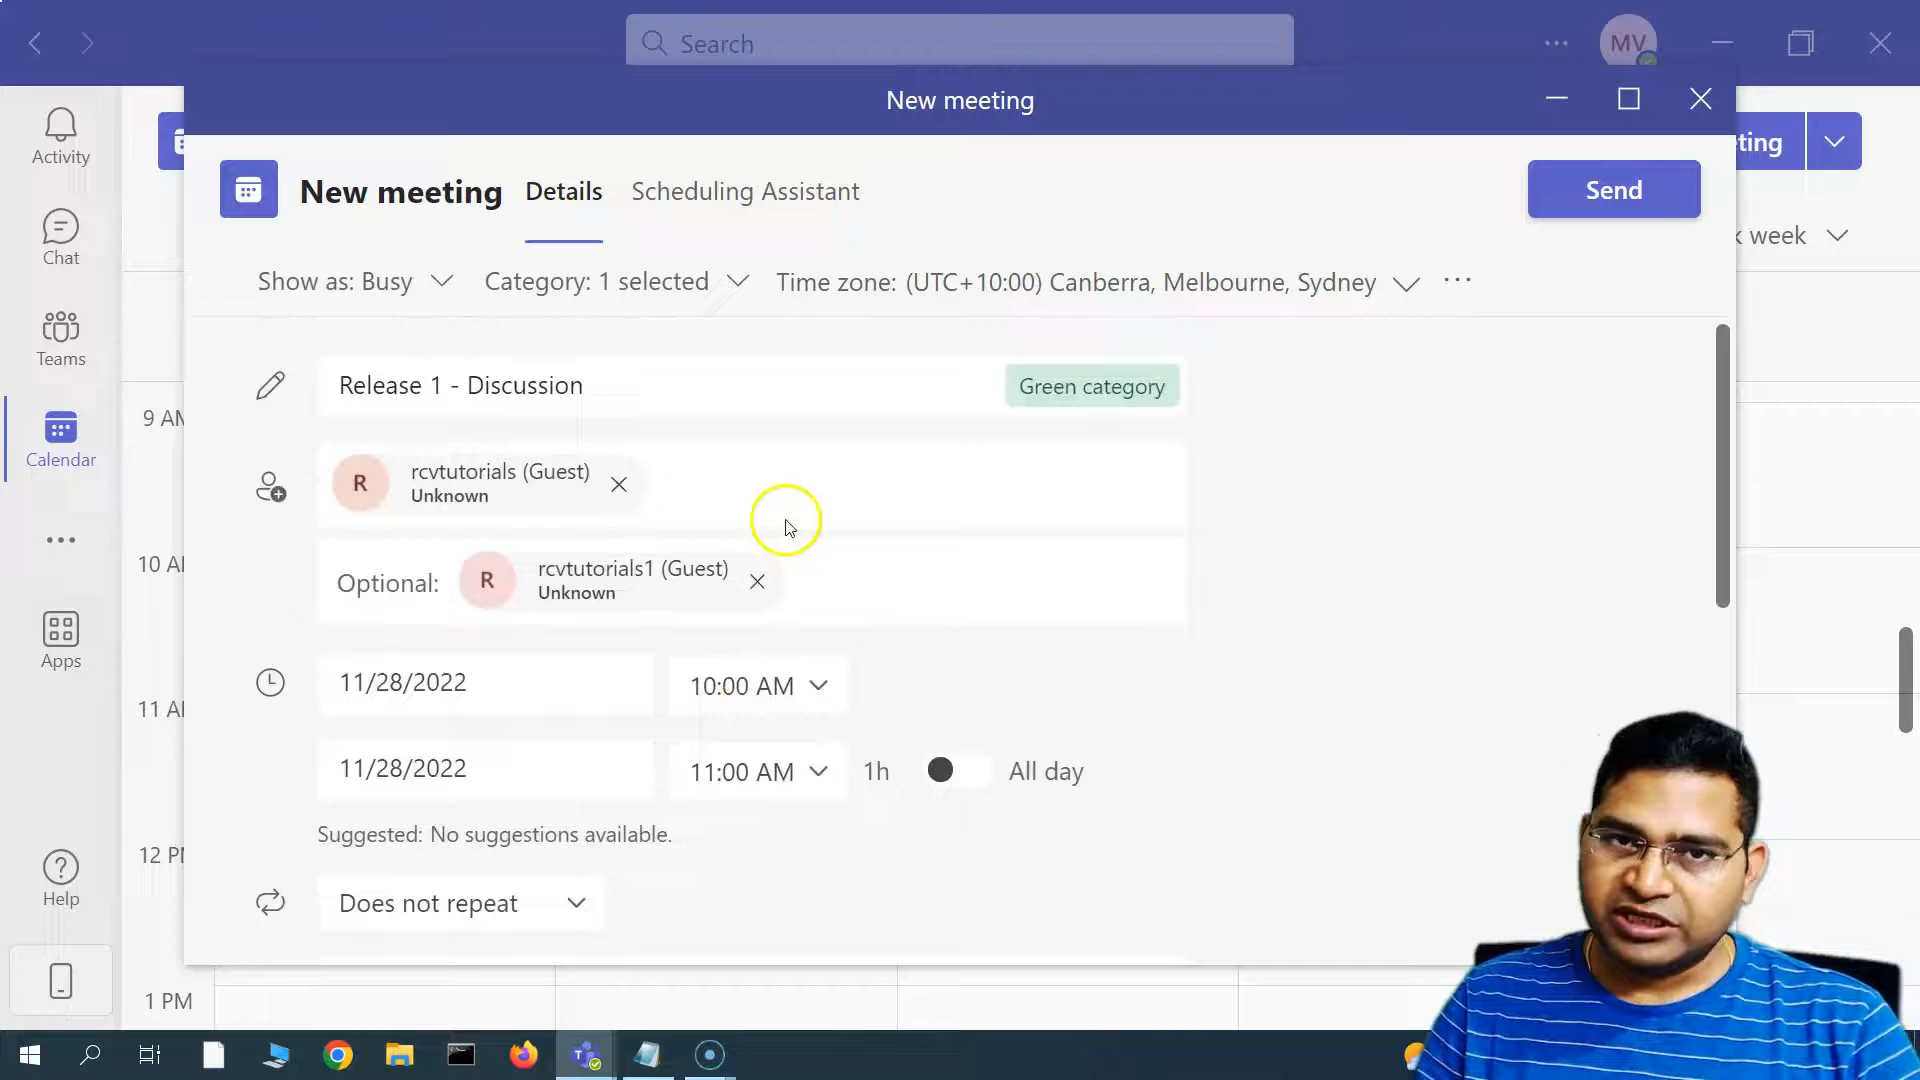 Search
MV
New meeting
Activity
Chat
Teams
Calendar
Apps
Help
ting
k week
New meeting Details Scheduling Assistant
Send
Show as: Busy Category: 1 selected Time zone: (UTC+10:00) Canberra, Melbourne, Sydney ...
Release 1 - Discussion
Green category
R rcvtutorials (Guest)
Unknown
Optional: R rcvtutorials1 (Guest)
Unknown
11/28/2022 10:00 AM
11/28/2022 11:00 AM 1h All day
Suggested: No suggestions available.
Does not repeat
9 AM
10 A
11 A
12 P
1 PM